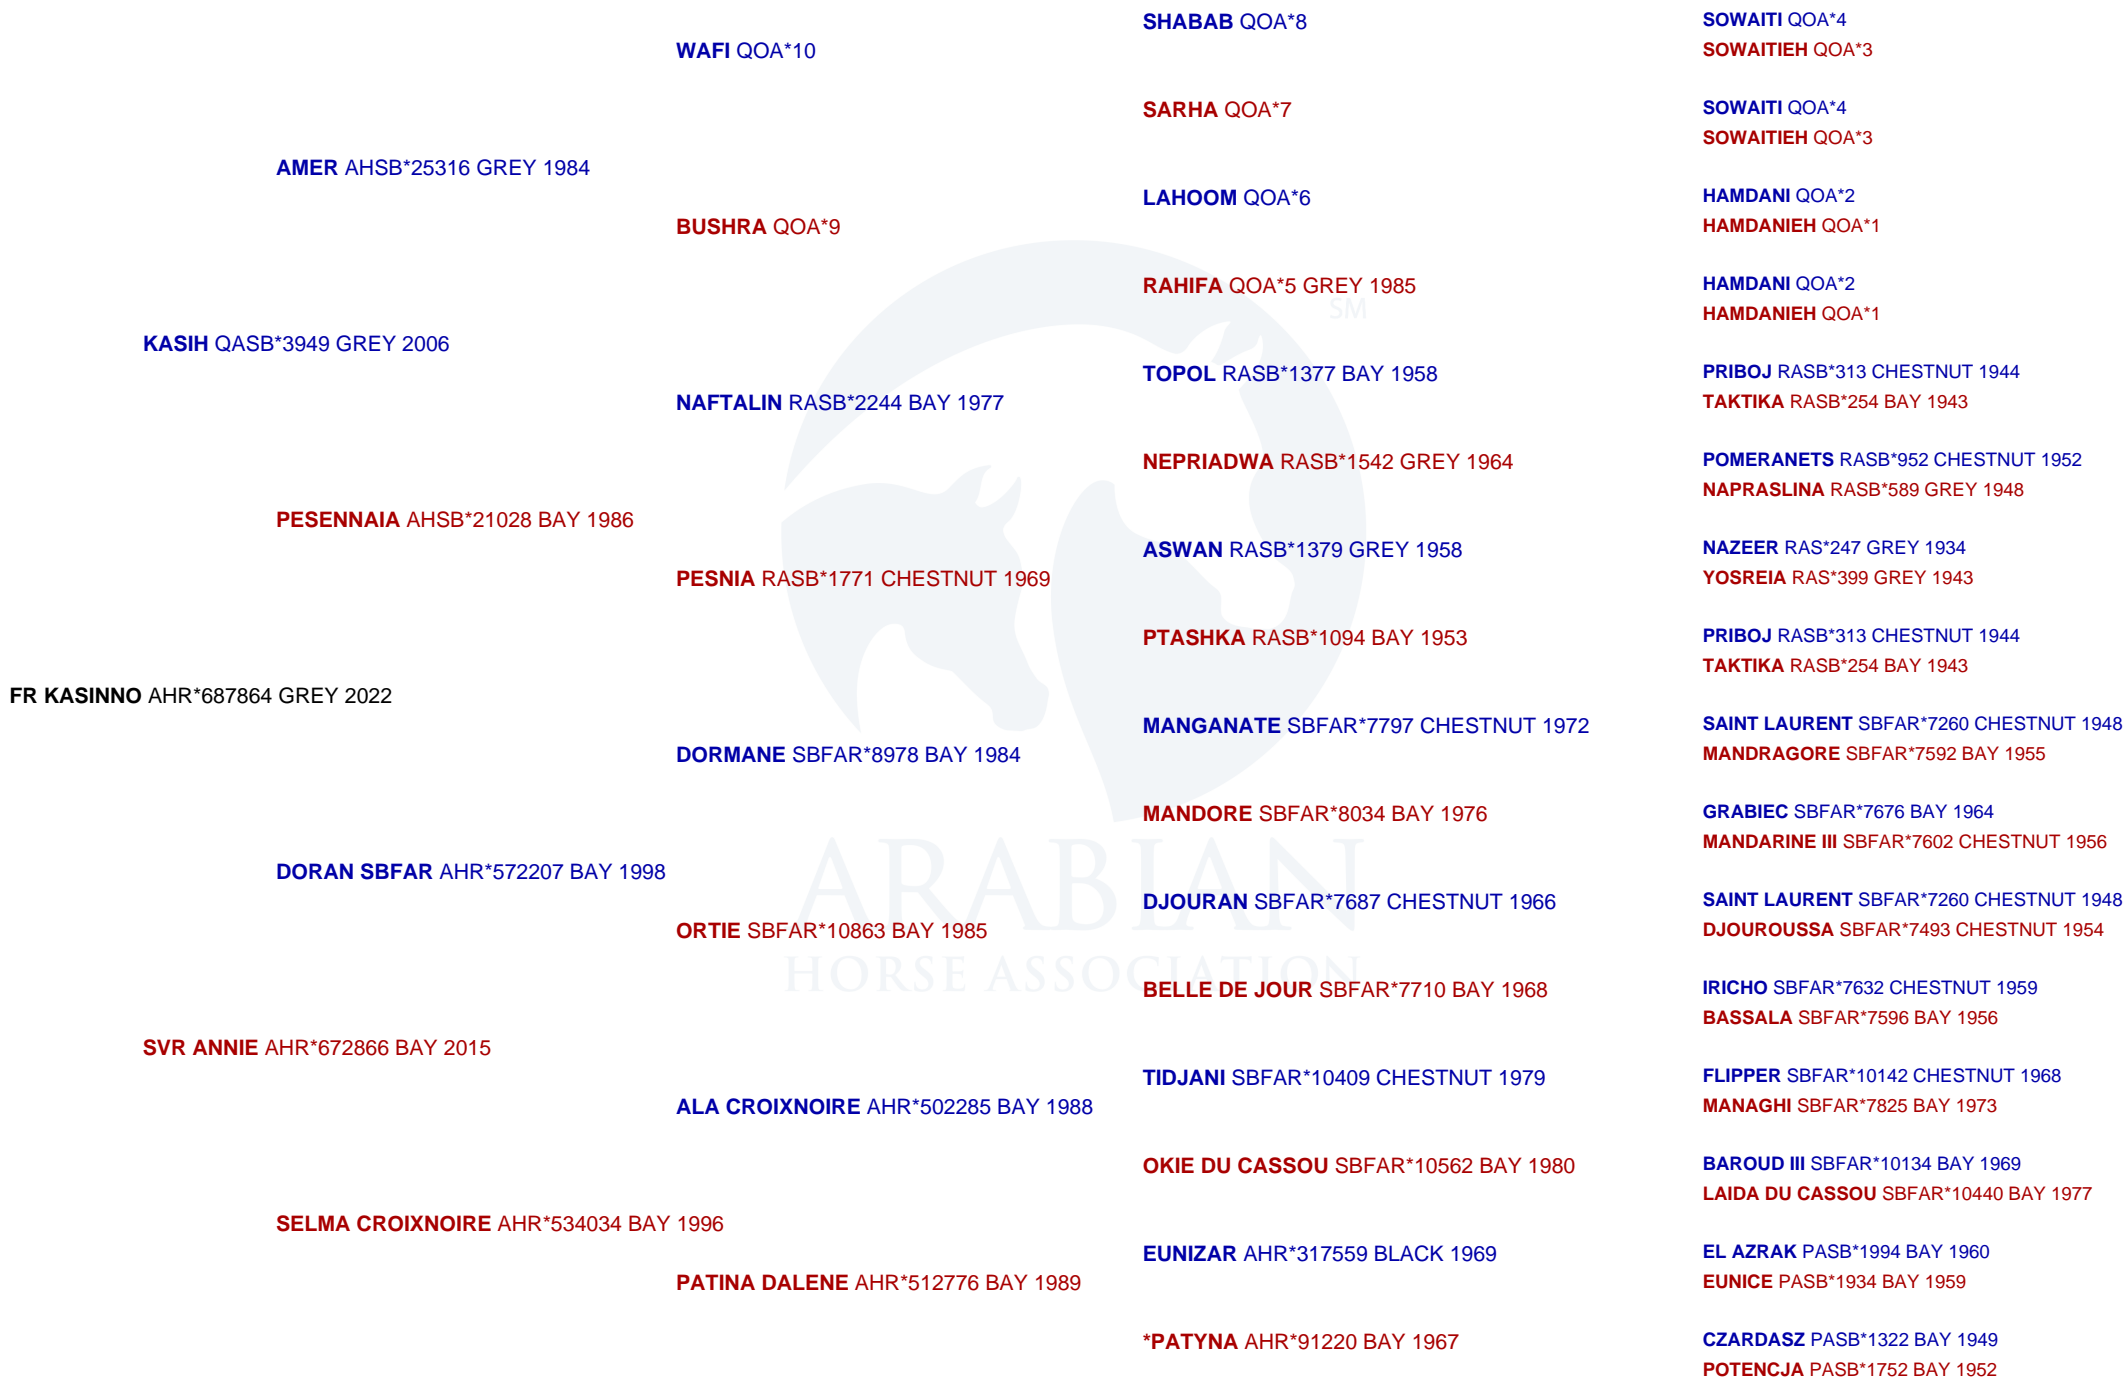 SHABAB QOA*8
SOWAITI QOA*4
WAFI QOA*10
SOWAITIEH QOA*3
SARHA QOA*7
SOWAITI QOA*4
SOWAITIEH QOA*3
AMER AHSB*25316 GREY 1984
LAHOOM QOA*6
HAMDANI QOA*2
BUSHRA QOA*9
HAMDANIEH QOA*1
RAHIFA QOA*5 GREY 1985
HAMDANI QOA*2
SM
HAMDANIEH QOA*1
KASIH QASB*3949 GREY 2006
TOPOL RASB*1377 BAY 1958
PRIBOJ RASB*313 CHESTNUT 1944
NAFTALIN RASB*2244 BAY 1977
TAKTIKA RASB*254 BAY 1943
NEPRIADWA RASB*1542 GREY 1964
POMERANETS RASB*952 CHESTNUT 1952
NAPRASLINA RASB*589 GREY 1948
PESENNAIA AHSB*21028 BAY 1986
ASWAN RASB*1379 GREY 1958
NAZEER RAS*247 GREY 1934
PESNIA RASB*1771 CHESTNUT 1969
YOSREIA RAS*399 GREY 1943
PTASHKA RASB*1094 BAY 1953
PRIBOJ RASB*313 CHESTNUT 1944
TAKTIKA RASB*254 BAY 1943
FR KASINNO AHR*687864 GREY 2022
MANGANATE SBFAR*7797 CHESTNUT 1972
SAINT LAURENT SBFAR*7260 CHESTNUT 1948
DORMANE SBFAR*8978 BAY 1984
MANDRAGORE SBFAR*7592 BAY 1955
MANDORE SBFAR*8034 BAY 1976
GRABIEC SBFAR*7676 BAY 1964
MANDARINE III SBFAR*7602 CHESTNUT 1956
DORAN SBFAR AHR*572207 BAY 1998
ARABIAN
DJOURAN SBFAR*7687 CHESTNUT 1966
SAINT LAURENT SBFAR*7260 CHESTNUT 1948
ORTIE SBFAR*10863 BAY 1985
DJOUROUSSA SBFAR*7493 CHESTNUT 1954
HORSE ASSOCIATION
BELLE DE JOUR SBFAR*7710 BAY 1968
IRICHO SBFAR*7632 CHESTNUT 1959
BASSALA SBFAR*7596 BAY 1956
SVR ANNIE AHR*672866 BAY 2015
TIDJANI SBFAR*10409 CHESTNUT 1979
FLIPPER SBFAR*10142 CHESTNUT 1968
ALA CROIXNOIRE AHR*502285 BAY 1988
MANAGHI SBFAR*7825 BAY 1973
OKIE DU CASSOU SBFAR*10562 BAY 1980
BAROUD III SBFAR*10134 BAY 1969
LAIDA DU CASSOU SBFAR*10440 BAY 1977
SELMA CROIXNOIRE AHR*534034 BAY 1996
EUNIZAR AHR*317559 BLACK 1969
EL AZRAK PASB*1994 BAY 1960
PATINA DALENE AHR*512776 BAY 1989
EUNICE PASB*1934 BAY 1959
*PATYNA AHR*91220 BAY 1967
CZARDASZ PASB*1322 BAY 1949
POTENCJA PASB*1752 BAY 1952